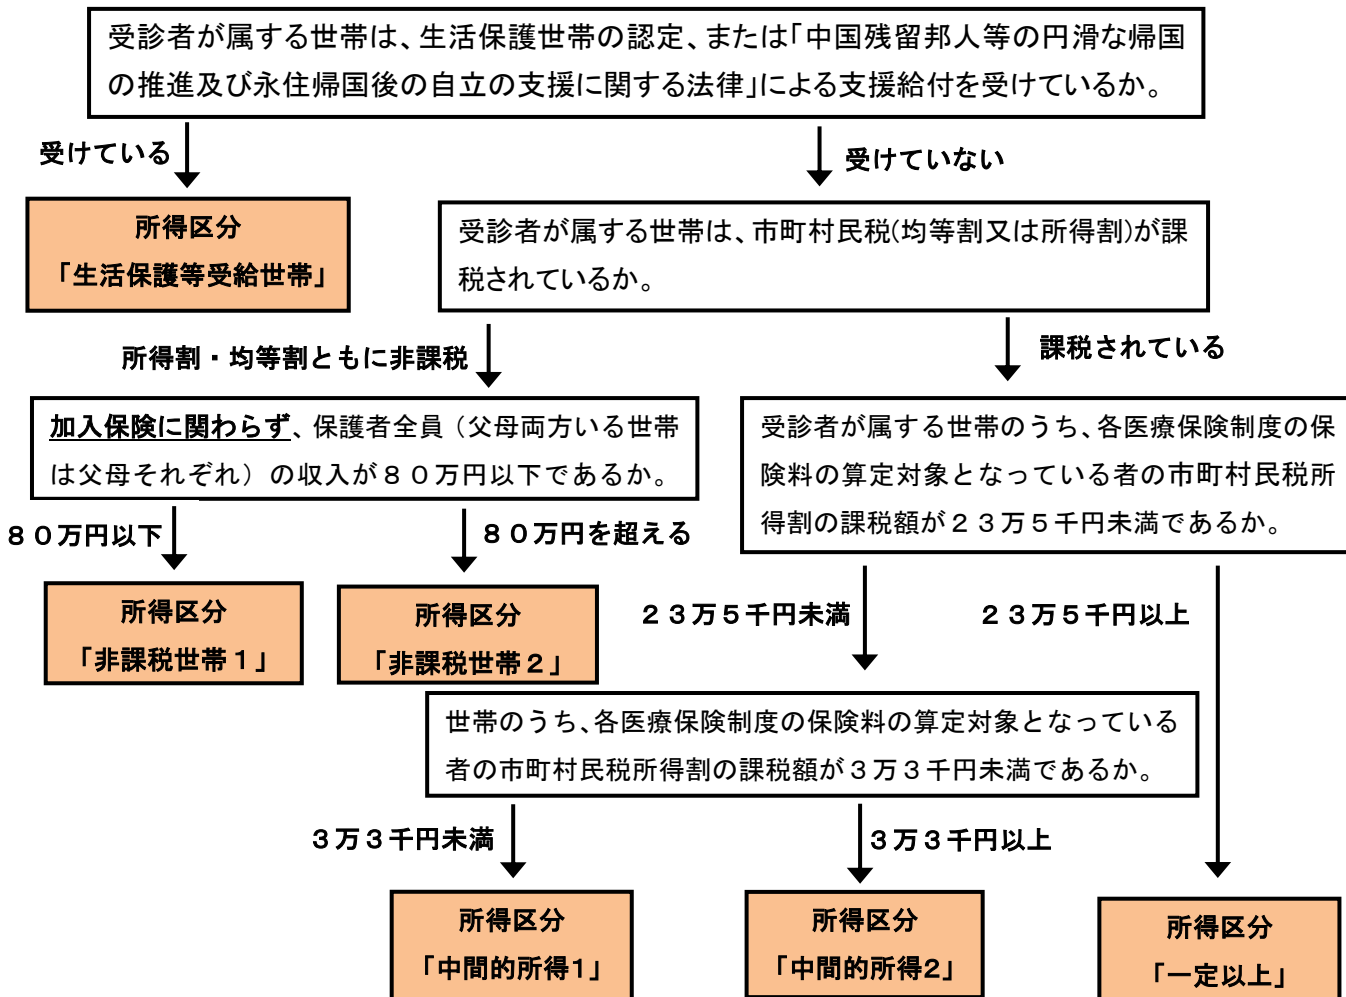 受診者が属する世帯は、生活保護世帯の認定、または「中国残留邦人等の円滑な帰国
の推進及び永住帰国後の自立の支援に関する法律」による支援給付を受けているか。
受けている
受けていない
所得区分
「生活保護等受給世帯」
受診者が属する世帯は、市町村民税(均等割又は所得割)が課
税されているか。
所得割・均等割ともに非課税
課税されている
加入保険に関わらず、保護者全員（父母両方いる世帯
は父母それぞれ）の収入が８０万円以下であるか。
受診者が属する世帯のうち、各医療保険制度の保
険料の算定対象となっている者の市町村民税所
得割の課税額が２３万５千円未満であるか。
８０万円以下
８０万円を超える
所得区分
「非課税世帯１」
所得区分
「非課税世帯２」
２３万５千円未満
２３万５千円以上
世帯のうち、各医療保険制度の保険料の算定対象となっている
者の市町村民税所得割の課税額が３万３千円未満であるか。
３万３千円未満
３万３千円以上
所得区分
「中間的所得1」
所得区分
「中間的所得2」
所得区分
「一定以上」